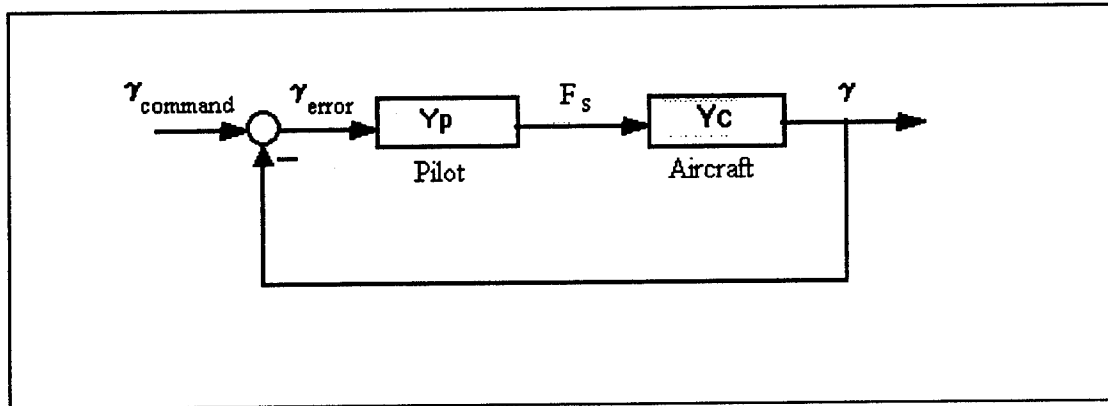 γcommand
γerror
Yp
Pilot
Fs
Yc
Aircraft
γ